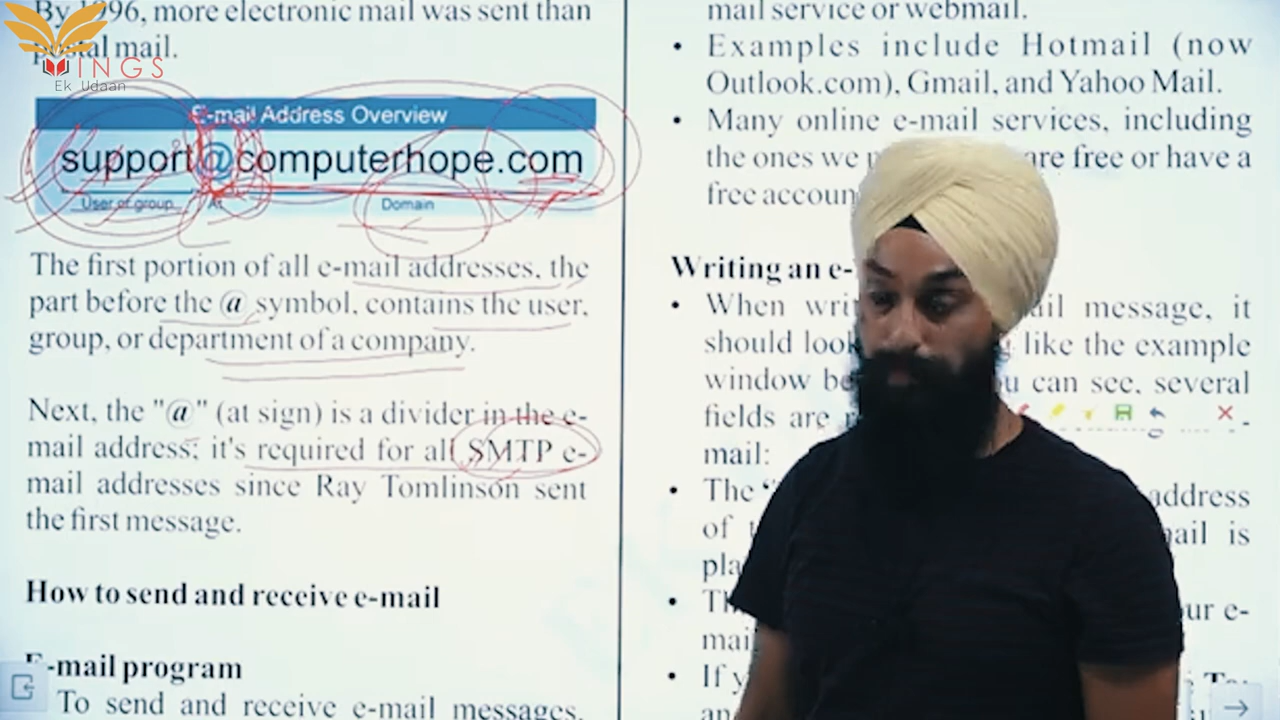 By 1996, more electronic mail was sent than
postal mail.
WINGS
Ek Udaan
E-mail Address Overview
support@computerhope.com
User or group
At
Domain
The first portion of all e-mail addresses, the
part before the @ symbol, contains the user,
group, or department of a company.
Next, the "@" (at sign) is a divider in the e-
mail address; it's required for all SMTP e-
mail addresses since Ray Tomlinson sent
the first message.
How to send and receive e-mail
E-mail program
To send and receive e-mail messages,
mail service or webmail.
• Examples include Hotmail (now
Outlook.com), Gmail, and Yahoo Mail.
• Many online e-mail services, including
the ones we are free or have a
free accoun
Writing an e-
• When writ ail message, it
should loo like the example
window be u can see, several
fields are
mail:
• The address
of ail is
pla
• Th ur e-
mai
• If y To: